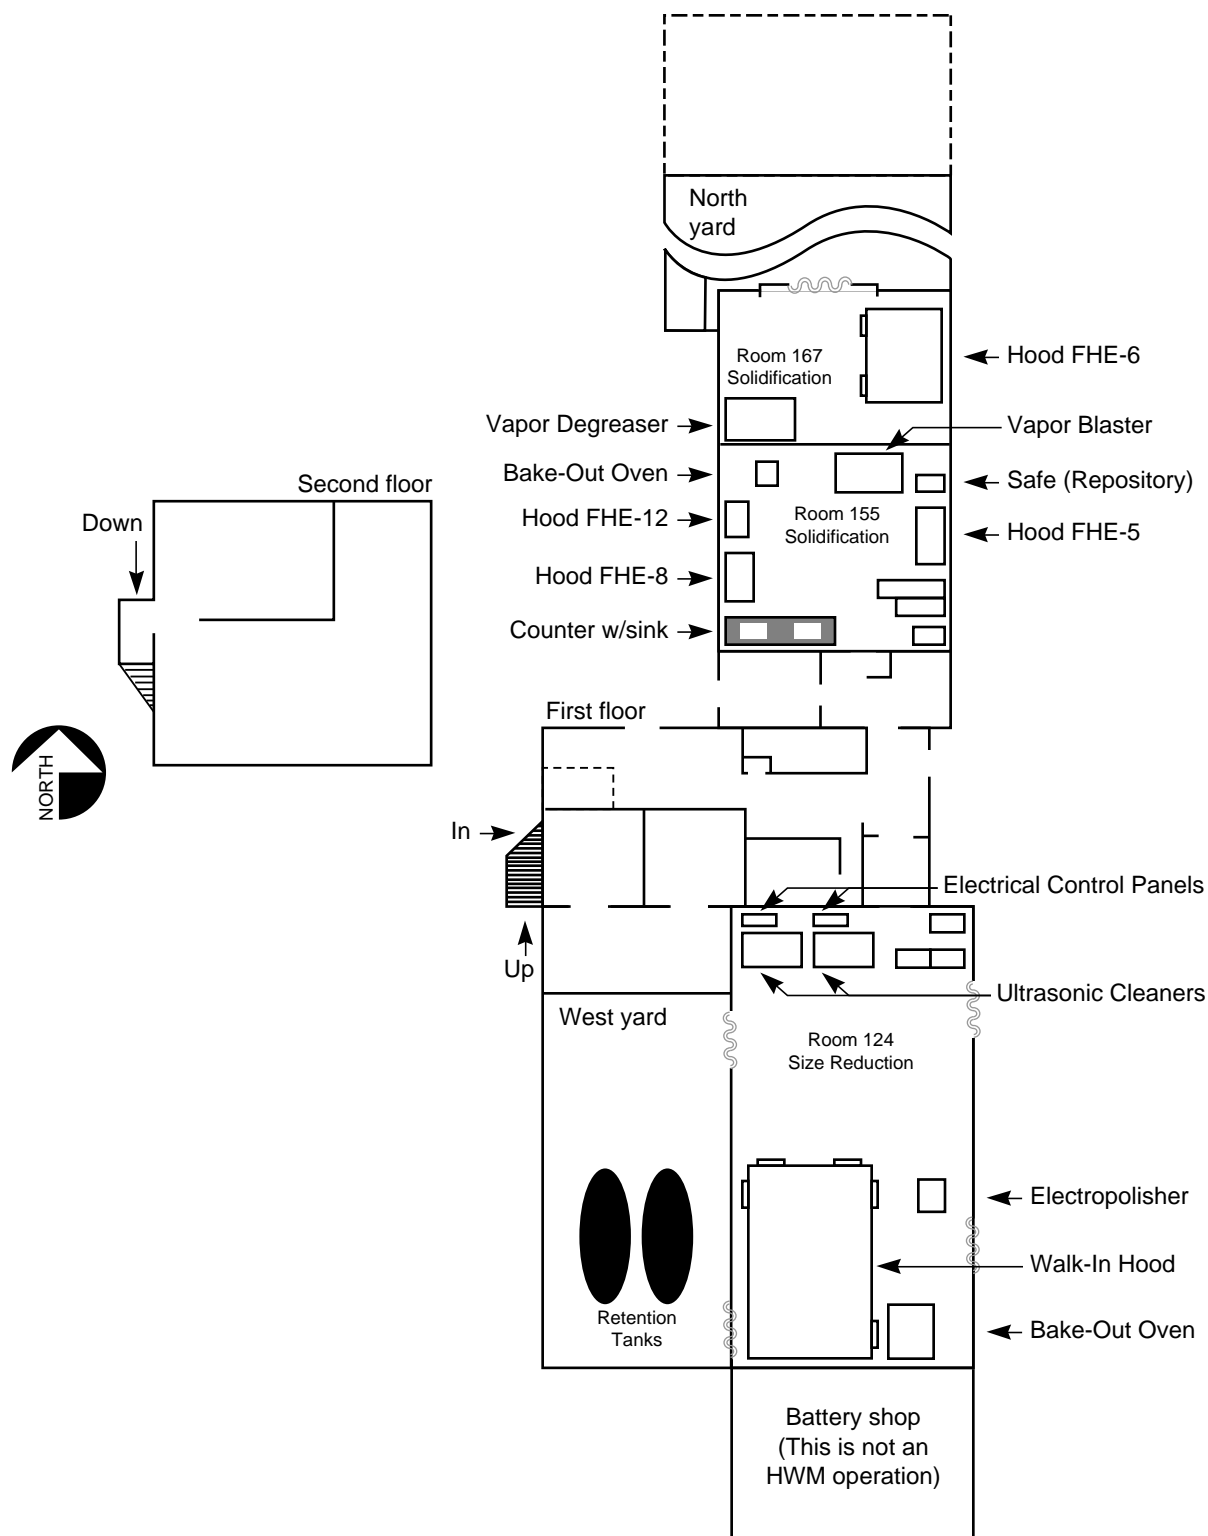 North
yard
Room 167
Solidification
Hood FHE-6
Vapor Degreaser
Vapor Blaster
Bake-Out Oven
Safe (Repository)
Second floor
Down
Hood FHE-12
Room 155
Solidification
Hood FHE-5
Hood FHE-8
Counter w/sink
First floor
NORTH
In
Electrical Control Panels
Up
Ultrasonic Cleaners
West yard
Room 124
Size Reduction
Electropolisher
Walk-In Hood
Retention
Tanks
Bake-Out Oven
Battery shop
(This is not an
HWM operation)